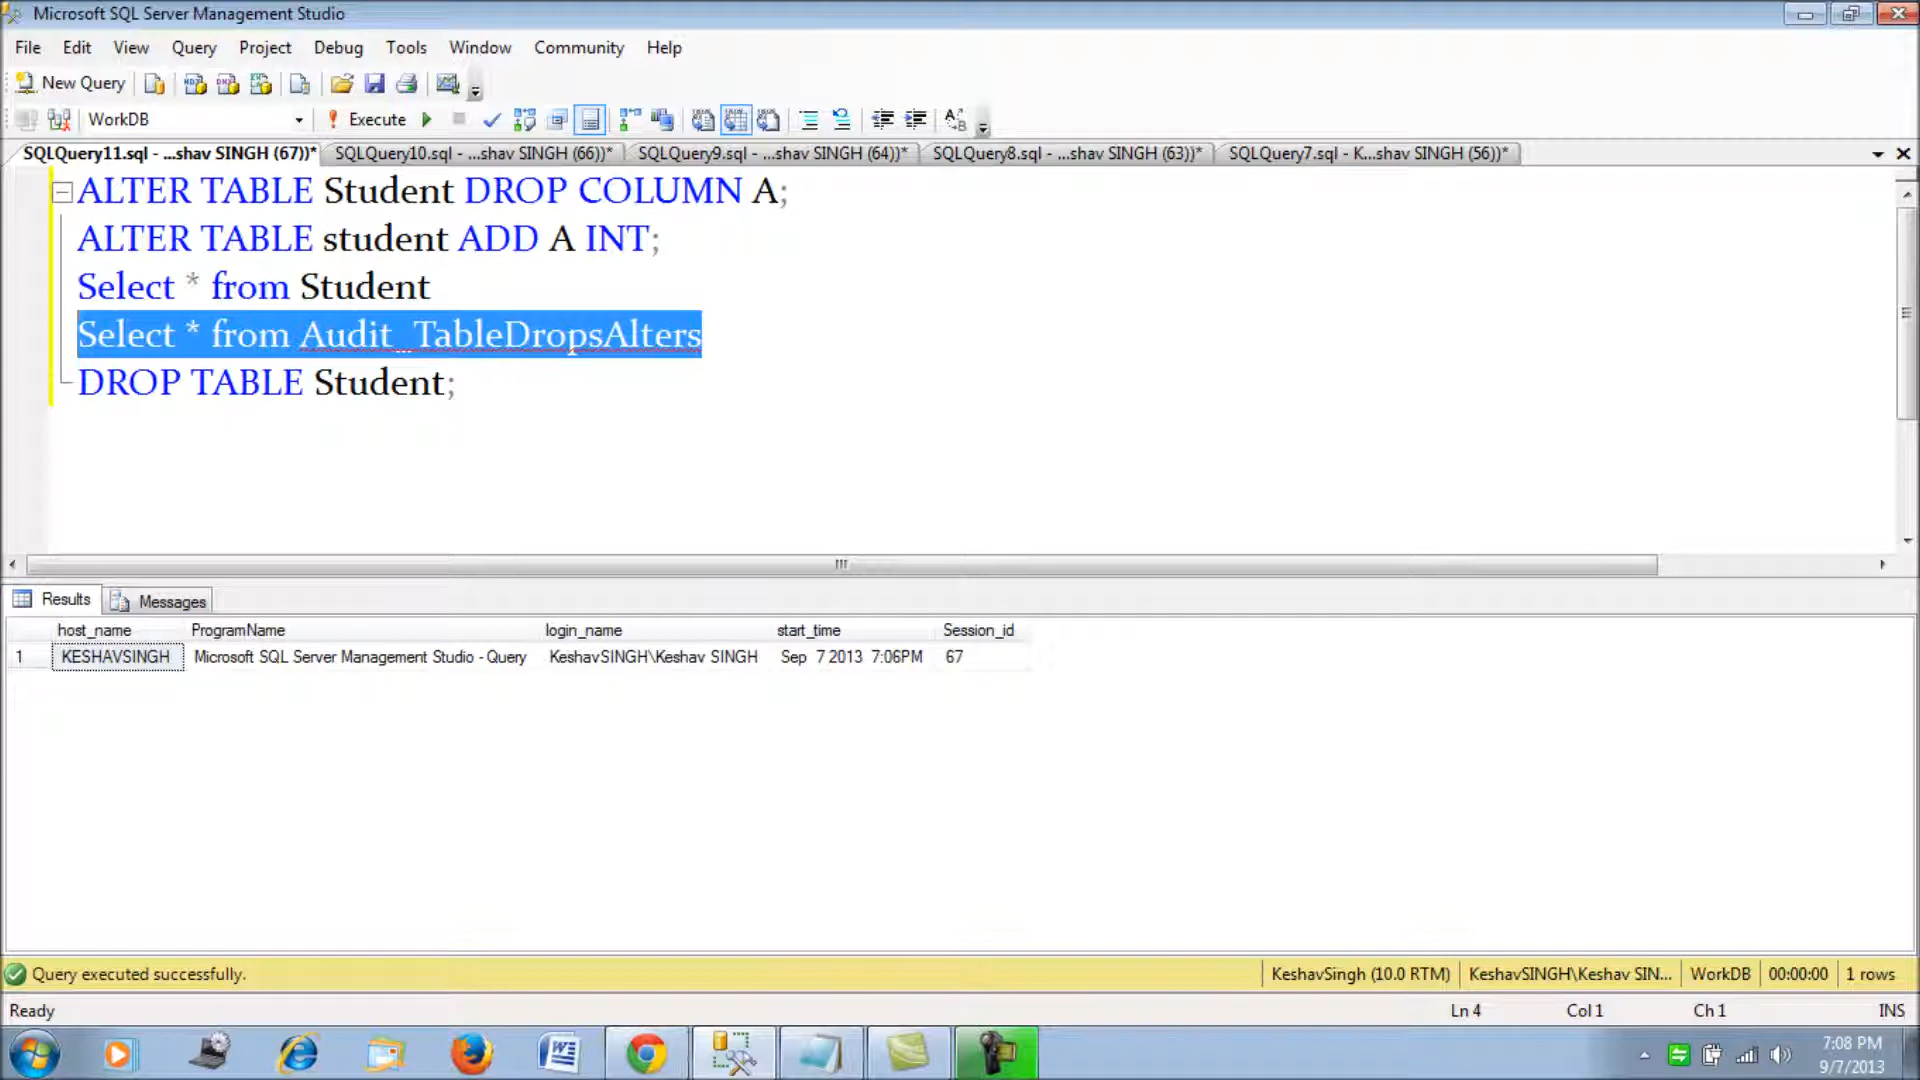 Microsoft SQL Server Management Studio
File Edit View Query Project Debug Tools Window Community Help
New Query
WorkDB Execute
SQLQuery11.sql - ...shav SINGH (67))* SQLQuery10.sql - ...shav SINGH (66))* SQLQuery9.sql - ...shav SINGH (64))* SQLQuery8.sql - ...shav SINGH (63))* SQLQuery7.sql - K...shav SINGH (56))*
ALTER TABLE Student DROP COLUMN A;
ALTER TABLE student ADD A INT;
Select * from Student
Select * from Audit_TableDropsAlters
DROP TABLE Student;
Results Messages
host_name ProgramName login_name start_time Session_id
1 KESHAVSINGH Microsoft SQL Server Management Studio - Query KeshavSINGH\Keshav SINGH Sep 7 2013 7:06PM 67
Query executed successfully. KeshavSingh (10.0 RTM) KeshavSINGH\Keshav SIN... WorkDB 00:00:00 1 rows
Ready Ln 4 Col 1 Ch 1 INS
7:08 PM
9/7/2013